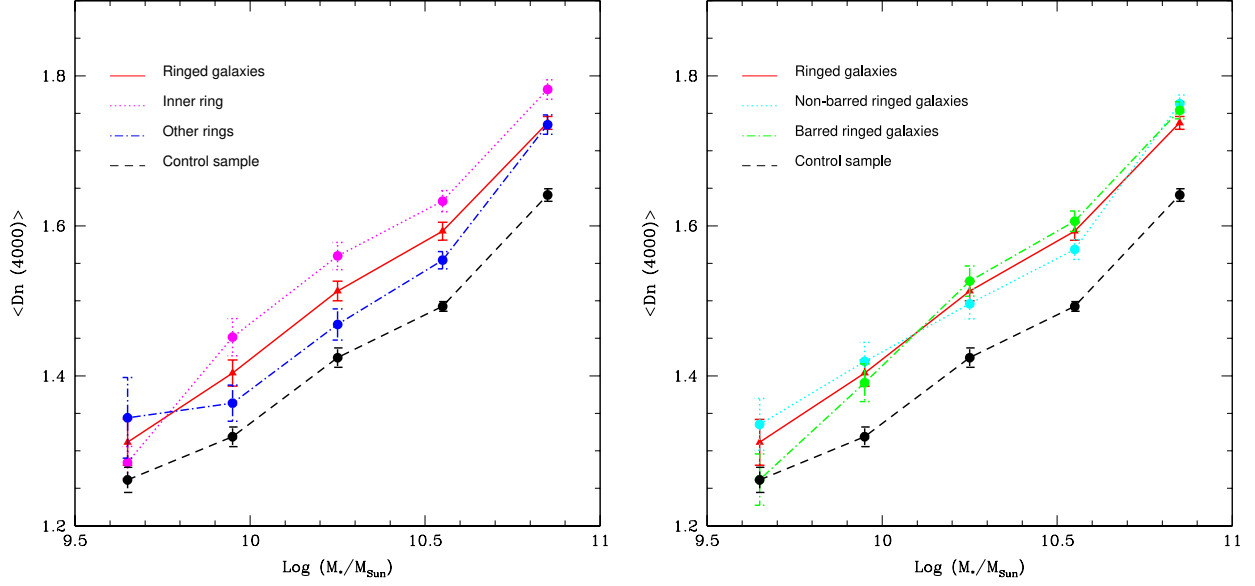 1.8
1.6
1.4
1.2
<Dn (4000)>
Ringed galaxies
Inner ring
Other rings
Control sample
9.5 10 10.5 11
Log (M*/MSun)
1.8
1.6
1.4
1.2
<Dn (4000)>
Ringed galaxies
Non-barred ringed galaxies
Barred ringed galaxies
Control sample
9.5 10 10.5 11
Log (M*/MSun)